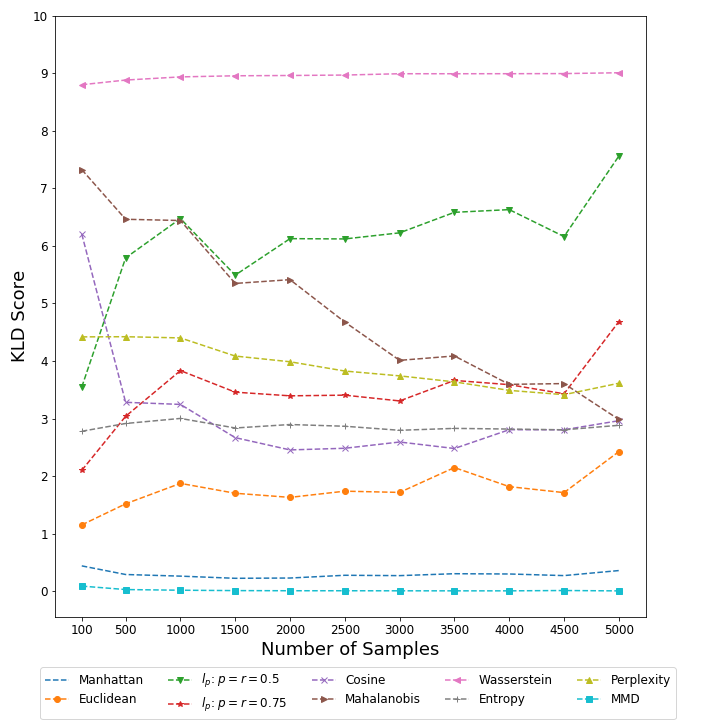 10
9
8
7
6
5
4
3
2
1
0
KLD Score
100 500 1000 1500 2000 2500 3000 3500 4000 4500 5000
Number of Samples
Manhattan l_p: p = r = 0.5 Cosine Wasserstein Perplexity
Euclidean l_p: p = r = 0.75 Mahalanobis Entropy MMD